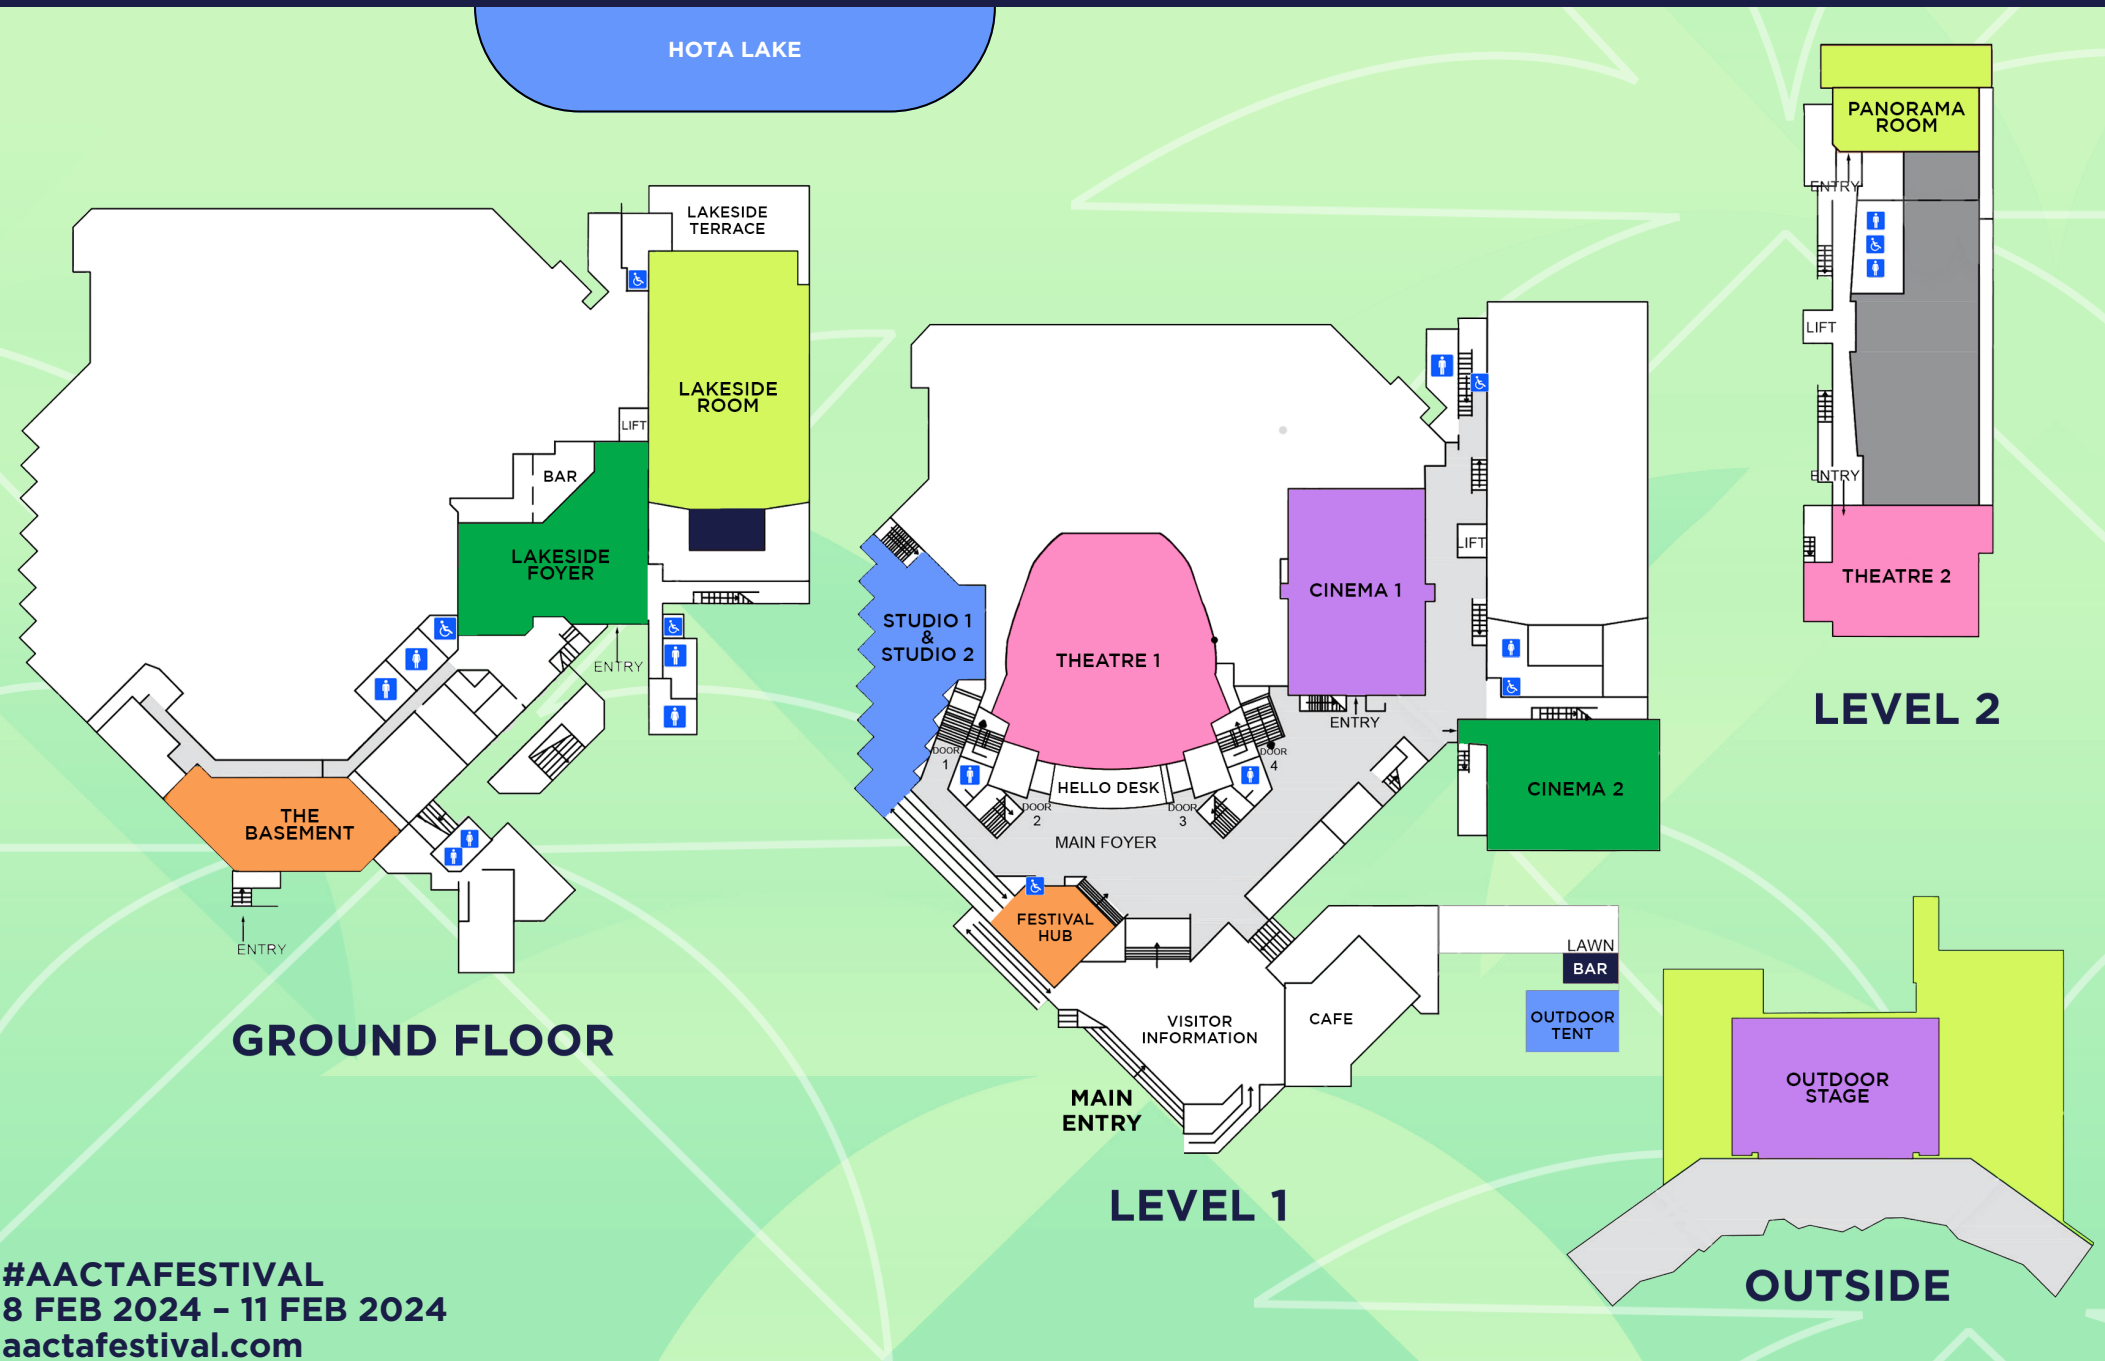 HOTA LAKE
LAKESIDE
TERRACE
LAKESIDE
ROOM
LIFT
BAR
LAKESIDE
FOYER
ENTRY
THE
BASEMENT
ENTRY
GROUND FLOOR
STUDIO 1
&
STUDIO 2
THEATRE 1
CINEMA 1
LIFT
ENTRY
CINEMA 2
DOOR
1
DOOR
2
HELLO DESK
DOOR
3
DOOR
4
MAIN FOYER
FESTIVAL
HUB
VISITOR
INFORMATION
CAFE
MAIN
ENTRY
LAWN
BAR
OUTDOOR
TENT
LEVEL 1
PANORAMA
ROOM
ENTRY
LIFT
ENTRY
THEATRE 2
LEVEL 2
OUTDOOR
STAGE
OUTSIDE
#AACTAFESTIVAL
8 FEB 2024 – 11 FEB 2024
aactafestival.com